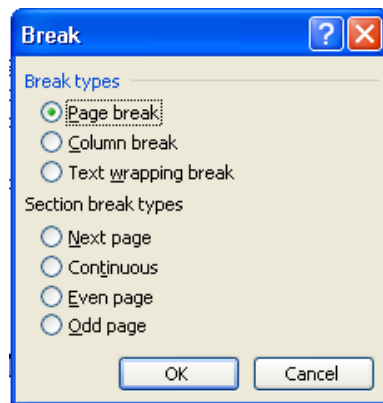 Break
Break types
Page break
Column break
Text wrapping break
Section break types
Next page
Continuous
Even page
Odd page
OK Cancel